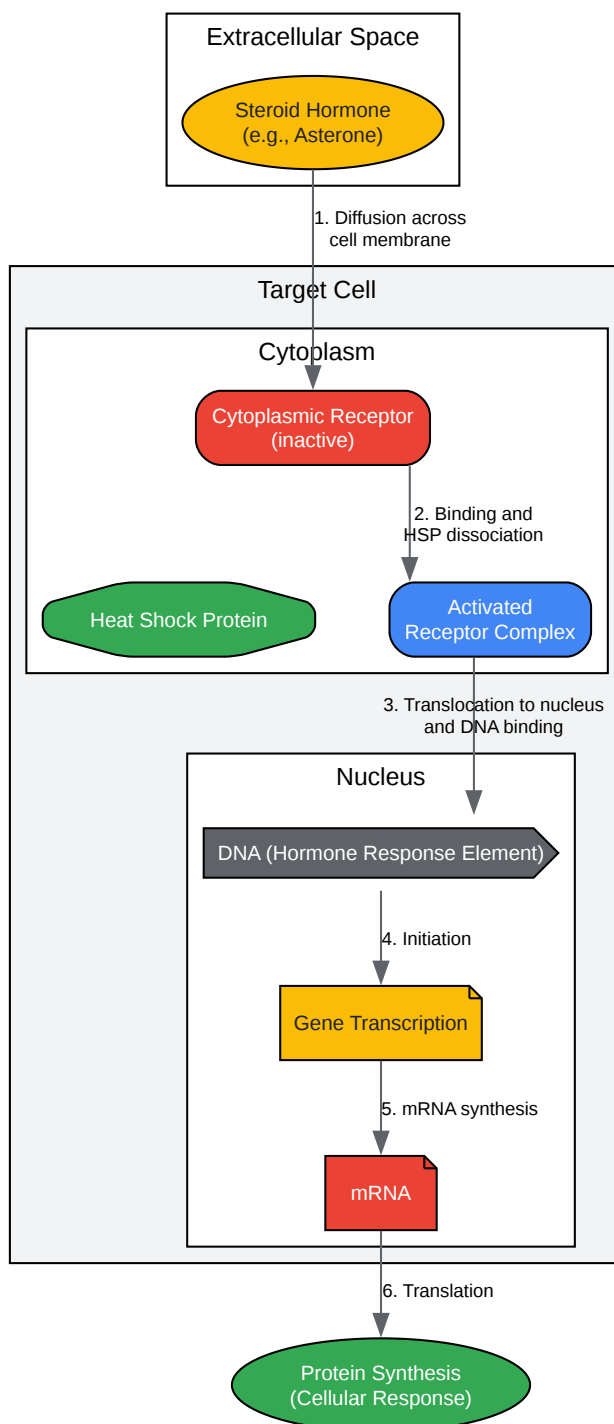 Extracellular Space
Steroid Hormone
(e.g., Asterone)
1. Diffusion across
cell membrane
Target Cell
Cytoplasm
Cytoplasmic Receptor
(inactive)
2. Binding and
HSP dissociation
Heat Shock Protein
Activated
Receptor Complex
3. Translocation to nucleus
and DNA binding
Nucleus
DNA (Hormone Response Element)
4. Initiation
Gene Transcription
5. mRNA synthesis
mRNA
6. Translation
Protein Synthesis
(Cellular Response)